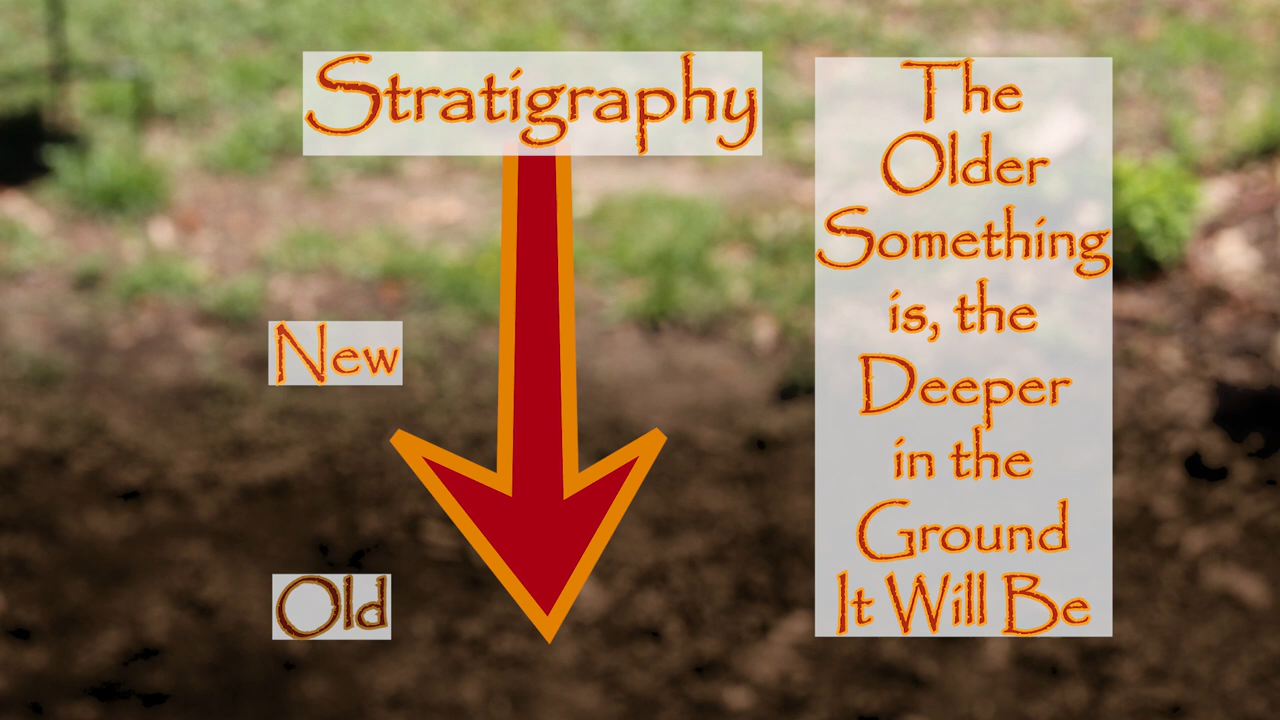 Stratigraphy
New
Old
The
Older
Something
is, the
Deeper
in the
Ground
It Will Be